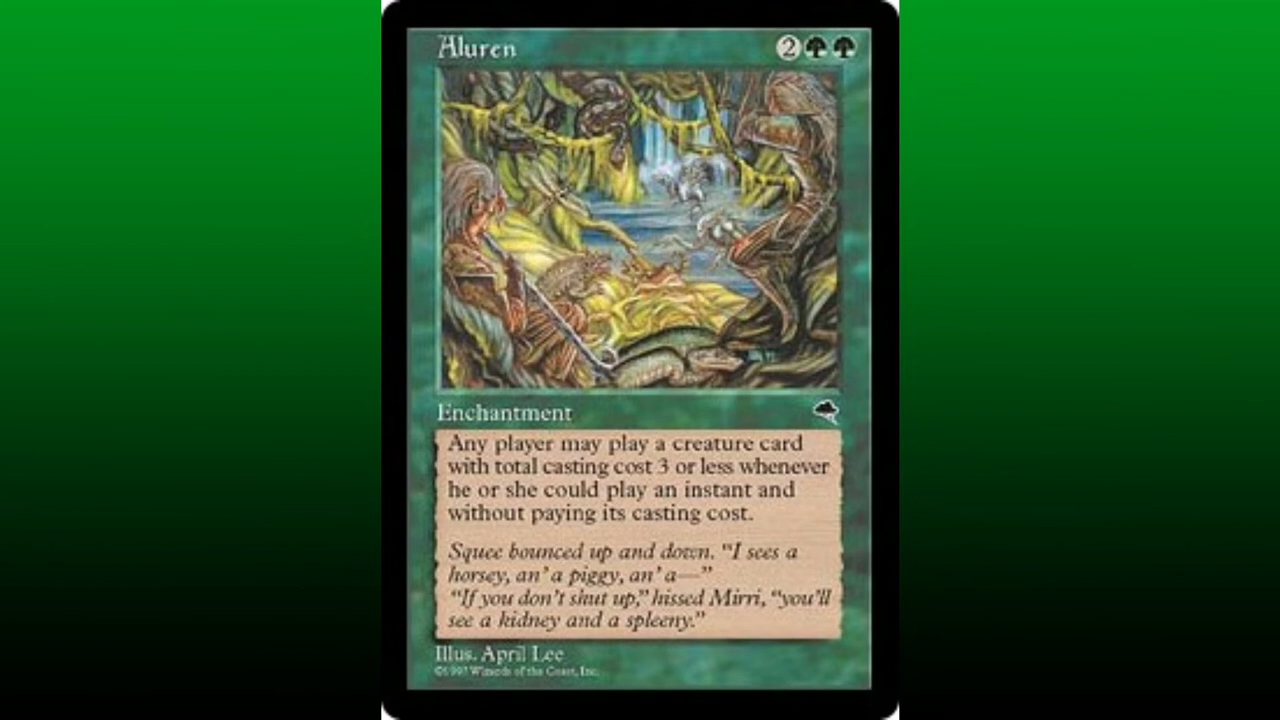 Aluren
2
Enchantment
Any player may play a creature card
with total casting cost 3 or less whenever
he or she could play an instant and
without paying its casting cost.
Squee bounced up and down. “I sees a
horsey, an’ a piggy, an’ a—”
“If you don’t shut up,” hissed Mirri, “you’ll
see a kidney and a spleeny.”
Illus. April Lee
©1997 Wizards of the Coast, Inc.